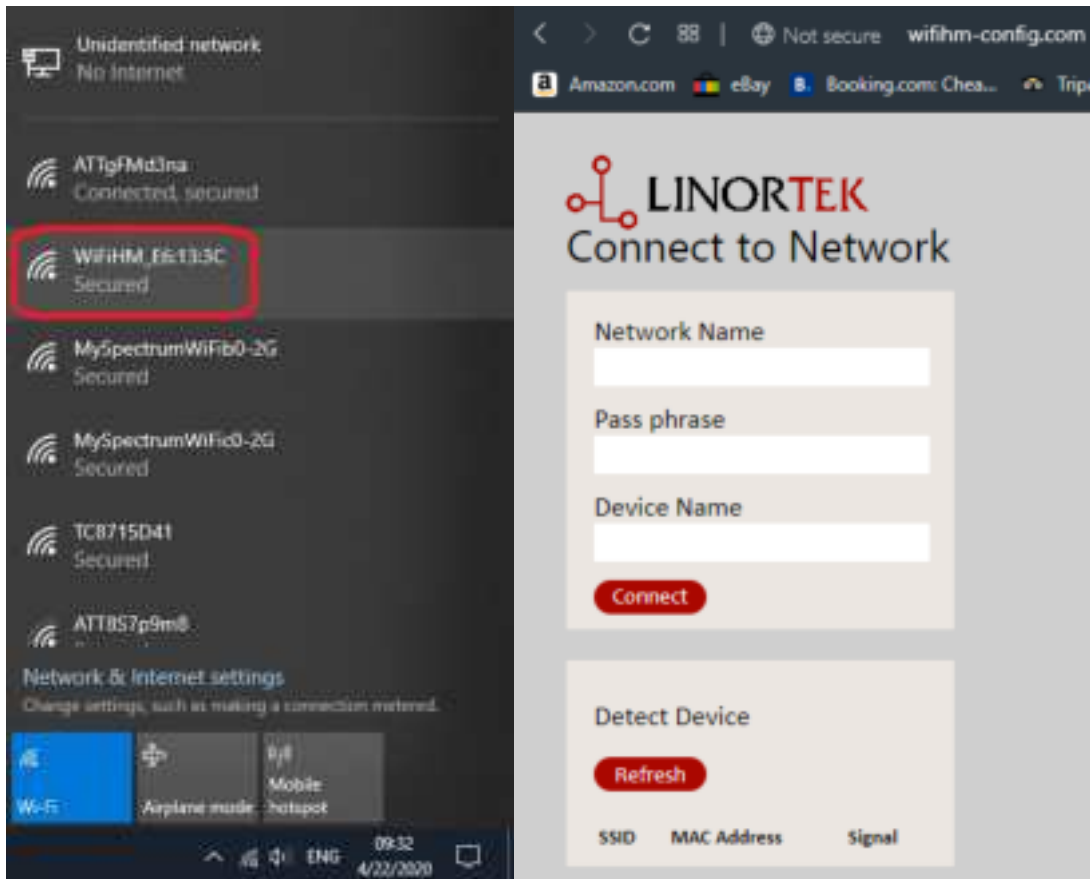 Unidentified network
No Internet
ATTgFMd3na
Connected, secured
WiFiHM_E6:13:3C
Secured
MySpectrumWiFib0-2G
Secured
MySpectrumWiFic0-2G
Secured
TC8715D41
Secured
ATT8S7p9m8
Network & Internet settings
Change settings, such as making a connection metered.
Wi-Fi
Airplane mode
Mobile
hotspot
ENG
09:32
4/22/2020
Not secure wifihm-config.com
Amazon.com eBay Booking.com: Chea... Tripa
LINORTEK
Connect to Network
Network Name
Pass phrase
Device Name
Connect
Detect Device
Refresh
SSID MAC Address Signal